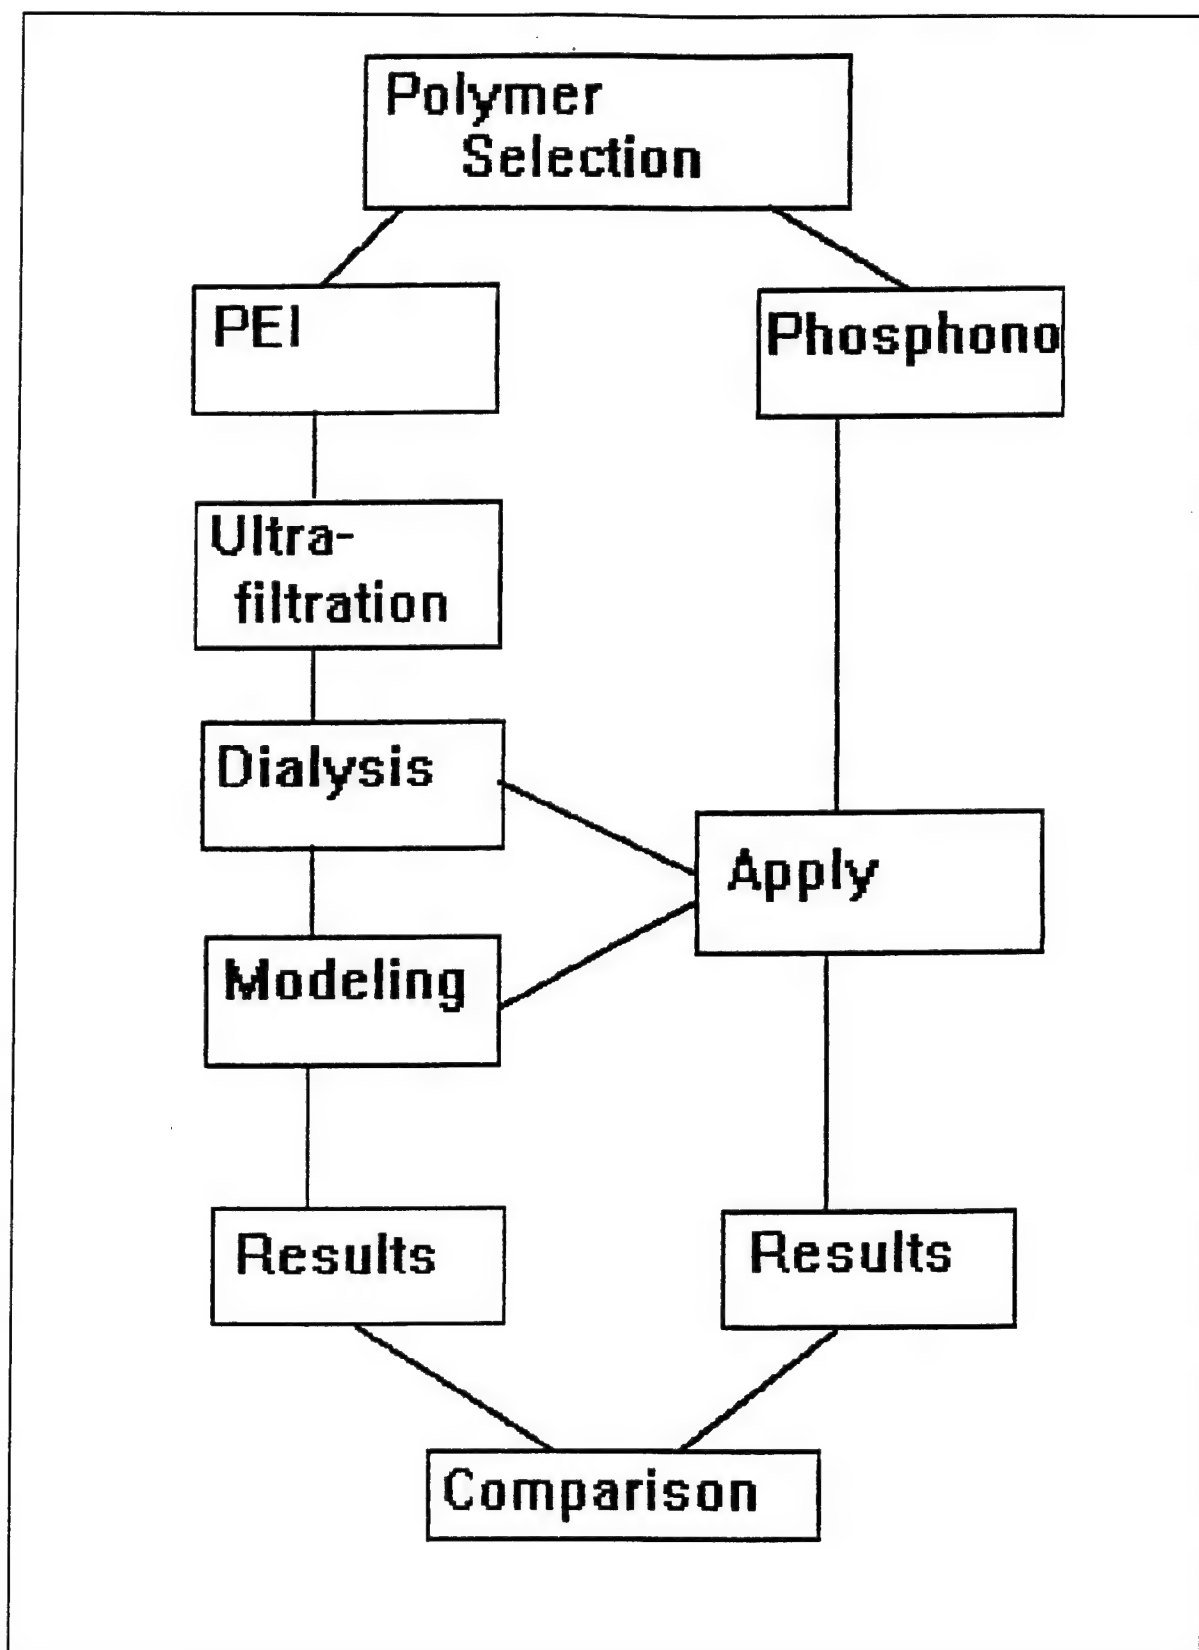 Polymer
Selection
PEI
Phosphono
Ultra-
filtration
Dialysis
Apply
Modeling
Results
Results
Comparison